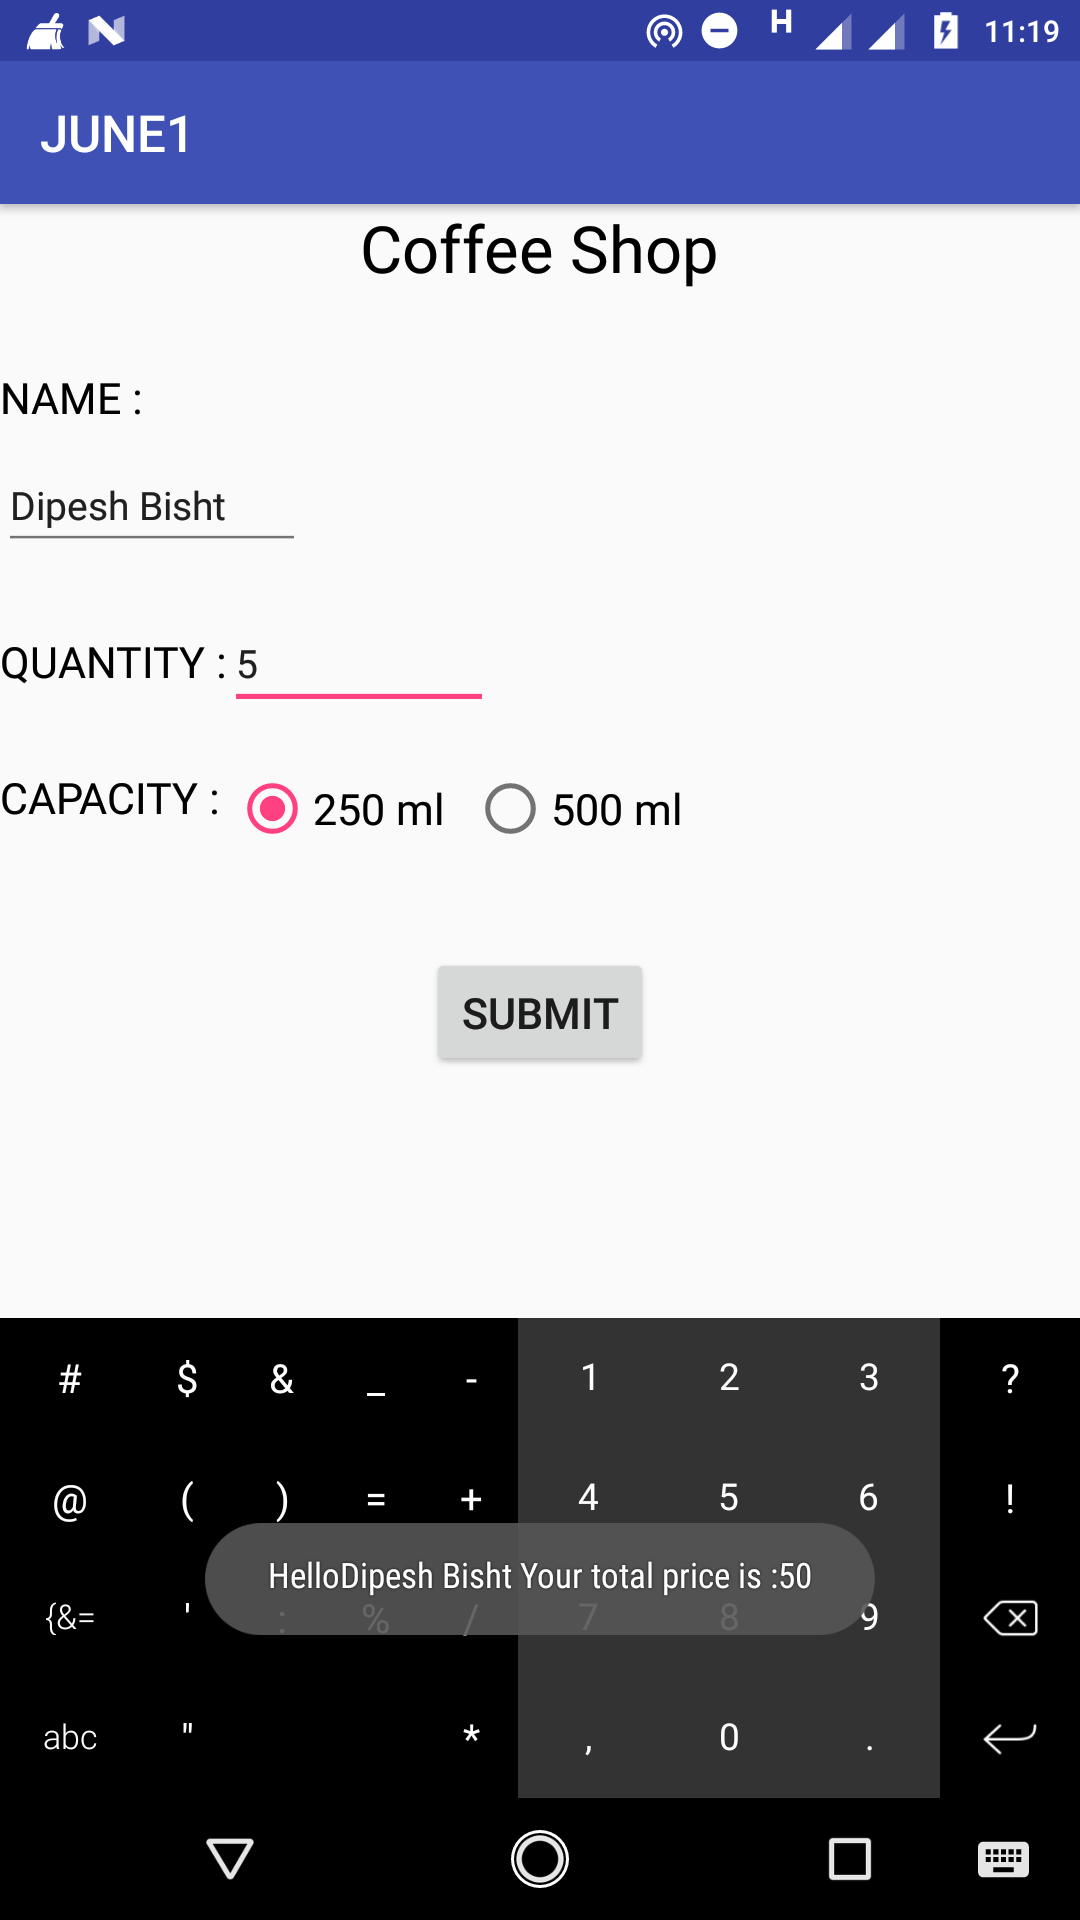 H 11:19
JUNE1
Coffee Shop
NAME :
Dipesh Bisht
QUANTITY : 5
CAPACITY : 250 ml 500 ml
SUBMIT
# $ & _ - 1 2 3 ?
@ ( ) = + 4 5 6 !
HelloDipesh Bisht Your total price is :50
{&= ' : % / 7 8 9
abc " * , 0 .